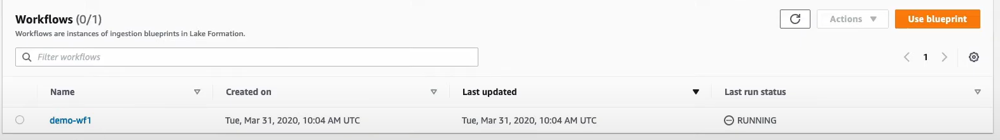 Workflows (0/1)
Workflows are instances of ingestion blueprints in Lake Formation.
Actions
Use blueprint
Filter workflows
1
Name Created on Last updated Last run status
demo-wf1 Tue, Mar 31, 2020, 10:04 AM UTC Tue, Mar 31, 2020, 10:04 AM UTC RUNNING